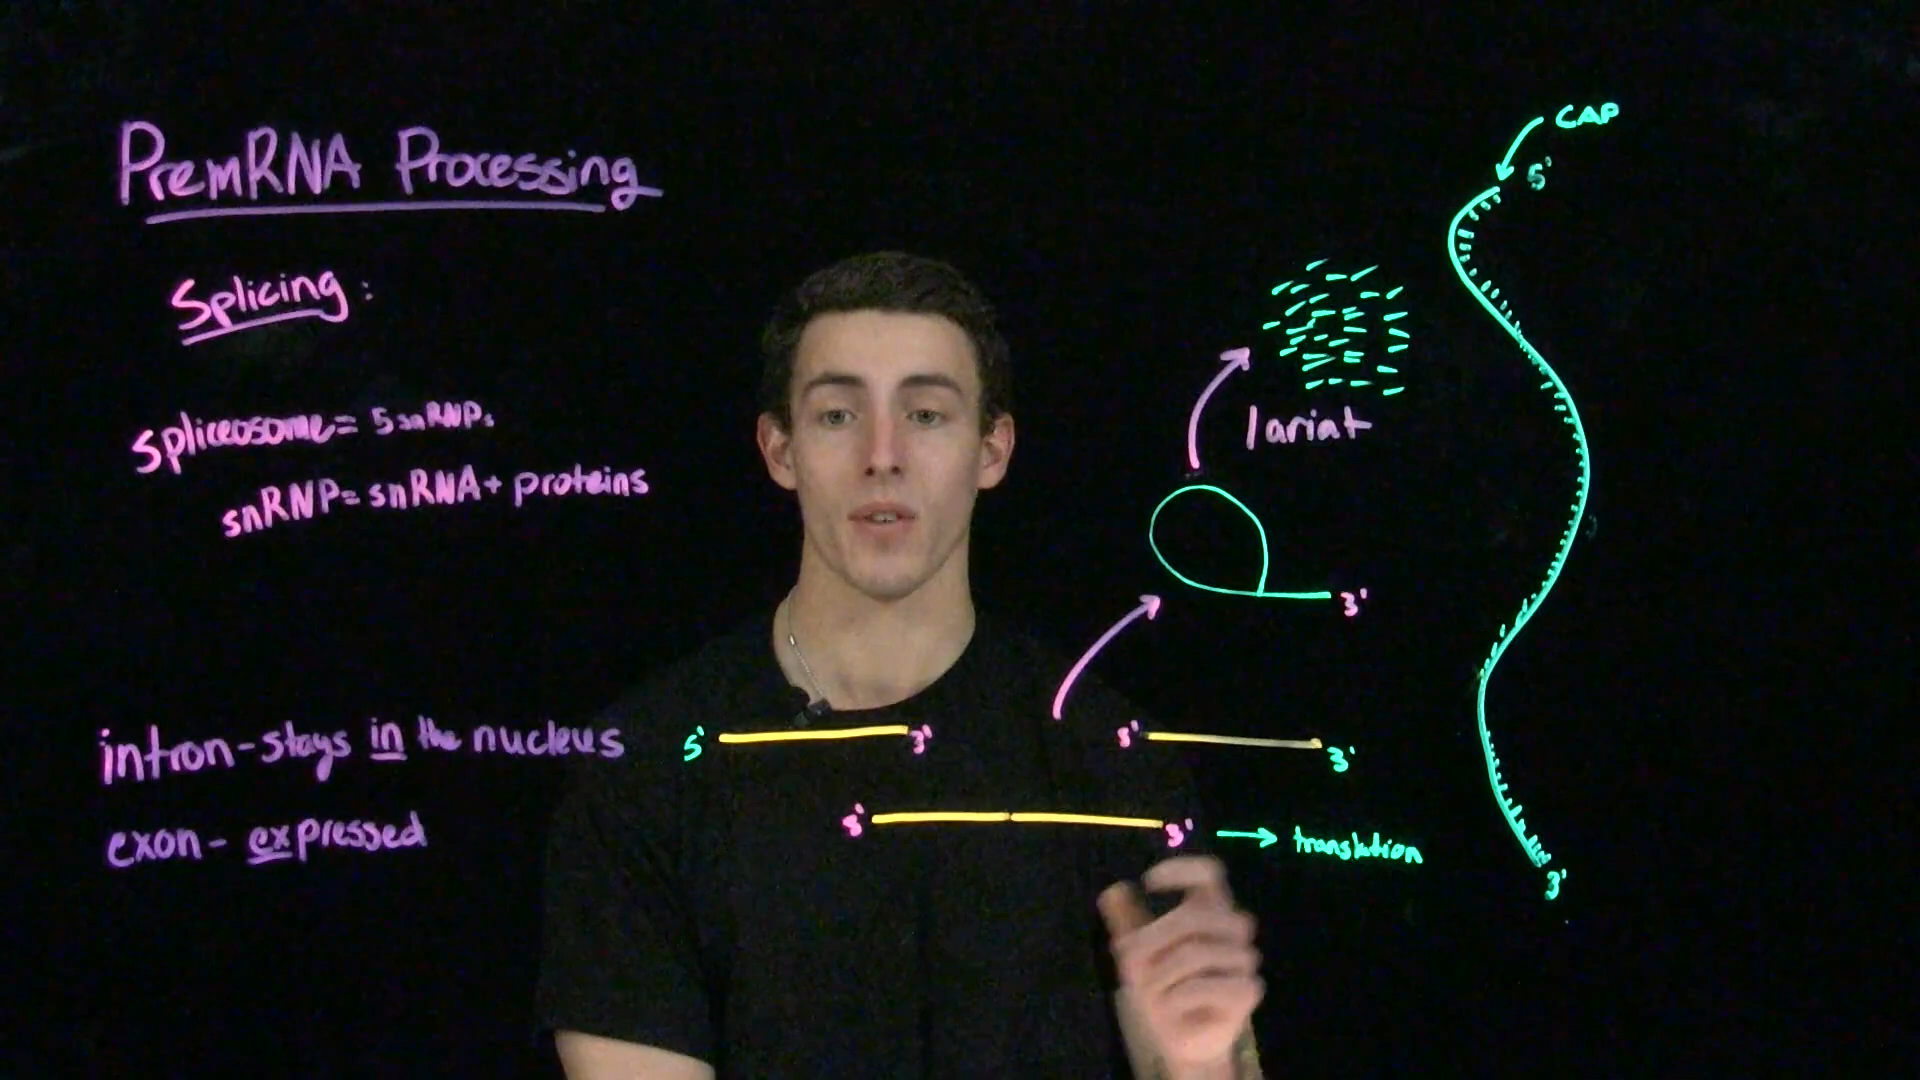 PremRNA Processing
Splicing:
spliceosome = 5 snRNPs
snRNP = snRNA + proteins
intron - stays in the nucleus
exon - expressed
CAP
5'
lariat
3'
5' 3' 5' 3'
5' 3' → translation
3'